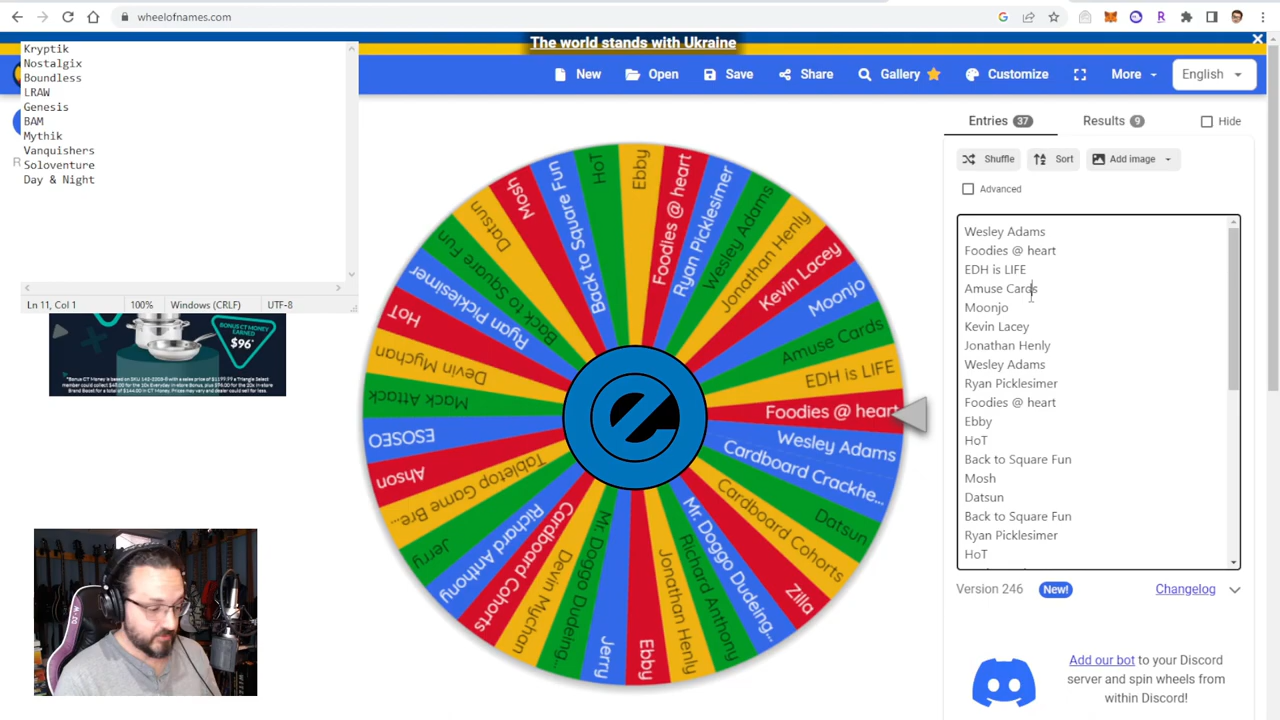 wheelofnames.com
The world stands with Ukraine
Kryptik
Nostalgix
Boundless
LRAW
Genesis
BAM
Mythik
Vanquishers
Soloventure
Day & Night
Ln 11, Col 1
100%
Windows (CRLF)
UTF-8
New
Open
Save
Share
Gallery
Customize
More
English
BONUS CT MONEY
EARNED
$96*
Ebby
Foodies @ heart
Ryan Picklesimer
Wesley Adams
Jonathan Henly
Kevin Lacey
Moonjo
Amuse Cards
EDH is LIFE
Foodies @ heart
Wesley Adams
Cardboard Crackhe...
Datsun
Cardboard Cohorts
Zilla
Mr. Doggo Dudeing...
Richard Anthony
Jonathan Henly
Ebby
Jerry
Mr. Doggo Dudeing...
Devin Mychan
Cardboard Cohorts
Richard Anthony
Jerry
Tabletop Game Bre...
Ahson
ESOSEO
Mack Attack
Devin Mychan
HoT
Ryan Picklesimer
Back to Square Fun
Datsun
Mosh
Back to Square Fun
HoT
e
Entries 37
Results 9
Hide
Shuffle
Sort
Add image
Advanced
Wesley Adams
Foodies @ heart
EDH is LIFE
Amuse Cards
Moonjo
Kevin Lacey
Jonathan Henly
Wesley Adams
Ryan Picklesimer
Foodies @ heart
Ebby
HoT
Back to Square Fun
Mosh
Datsun
Back to Square Fun
Ryan Picklesimer
HoT
Version 246
New!
Changelog
Add our bot to your Discord
server and spin wheels from
within Discord!